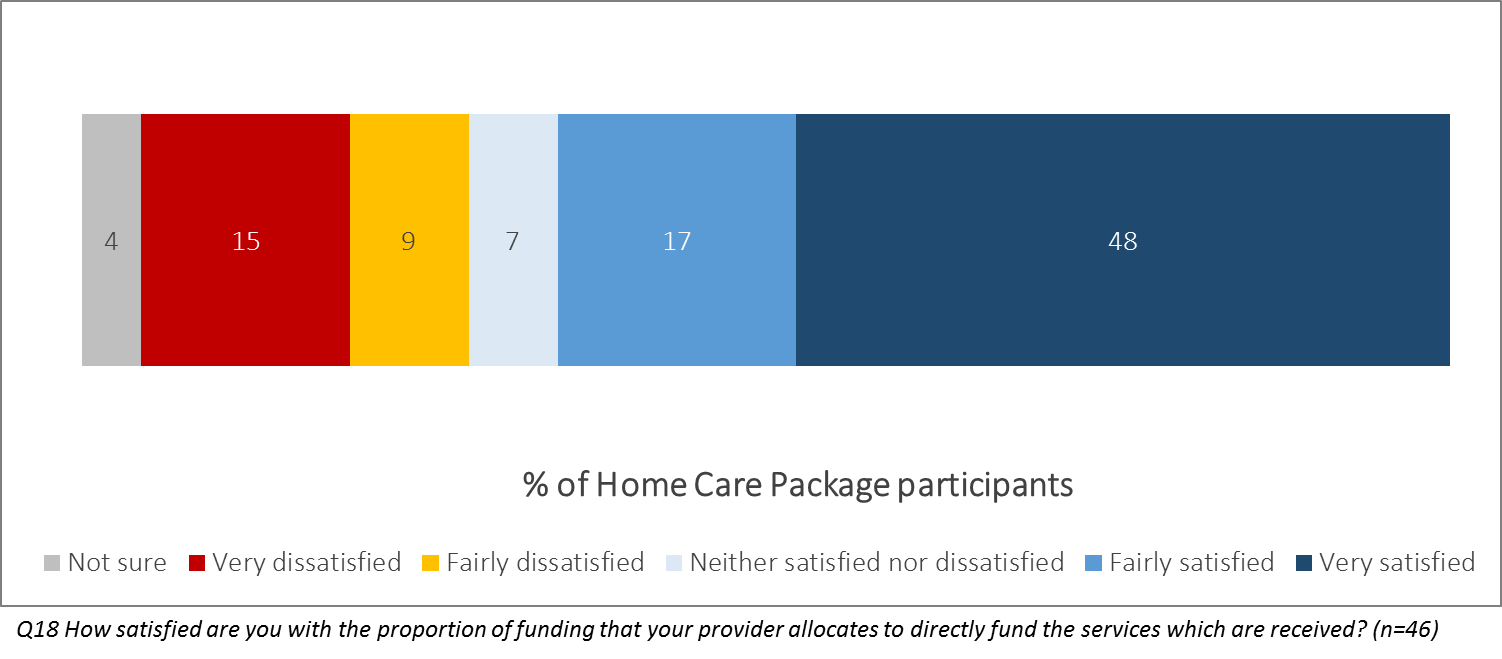 4 15 9 7 17 48
% of Home Care Package participants
Not sure Very dissatisfied Fairly dissatisfied Neither satisfied nor dissatisfied Fairly satisfied Very satisfied
Q18 How satisfied are you with the proportion of funding that your provider allocates to directly fund the services which are received? (n=46)